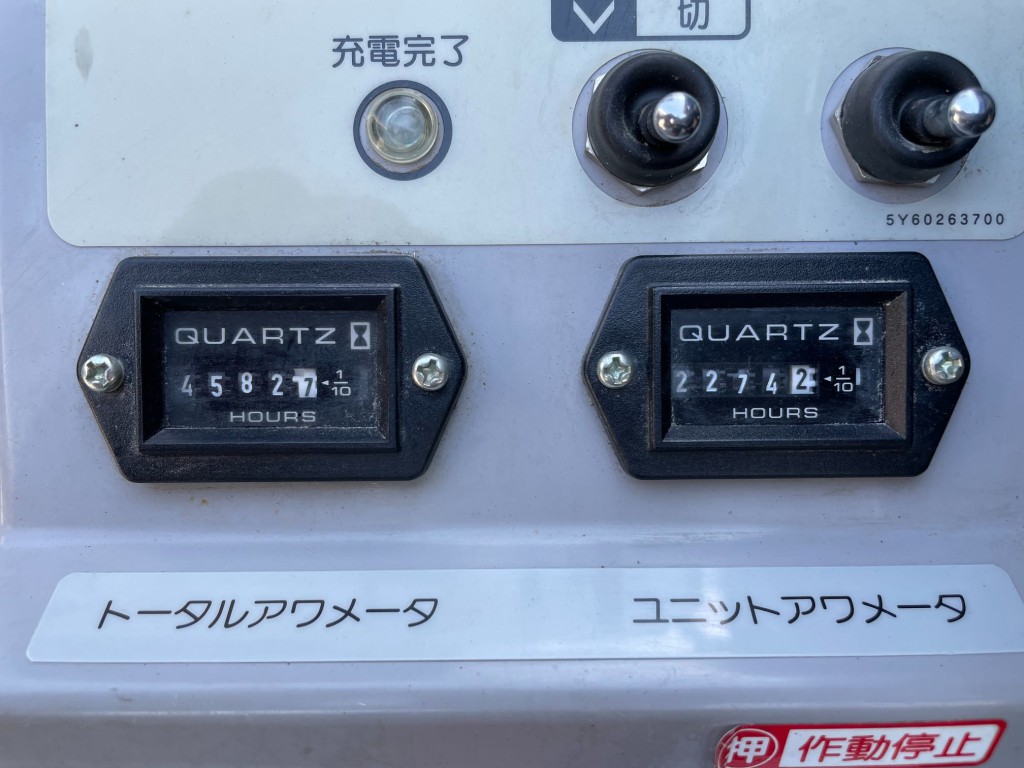 切
充電完了
5Y60263700
QUARTZ
45827 1/10
HOURS
QUARTZ
22742 1/10
HOURS
トータルアワメータ
ユニットアワメータ
押 作動停止